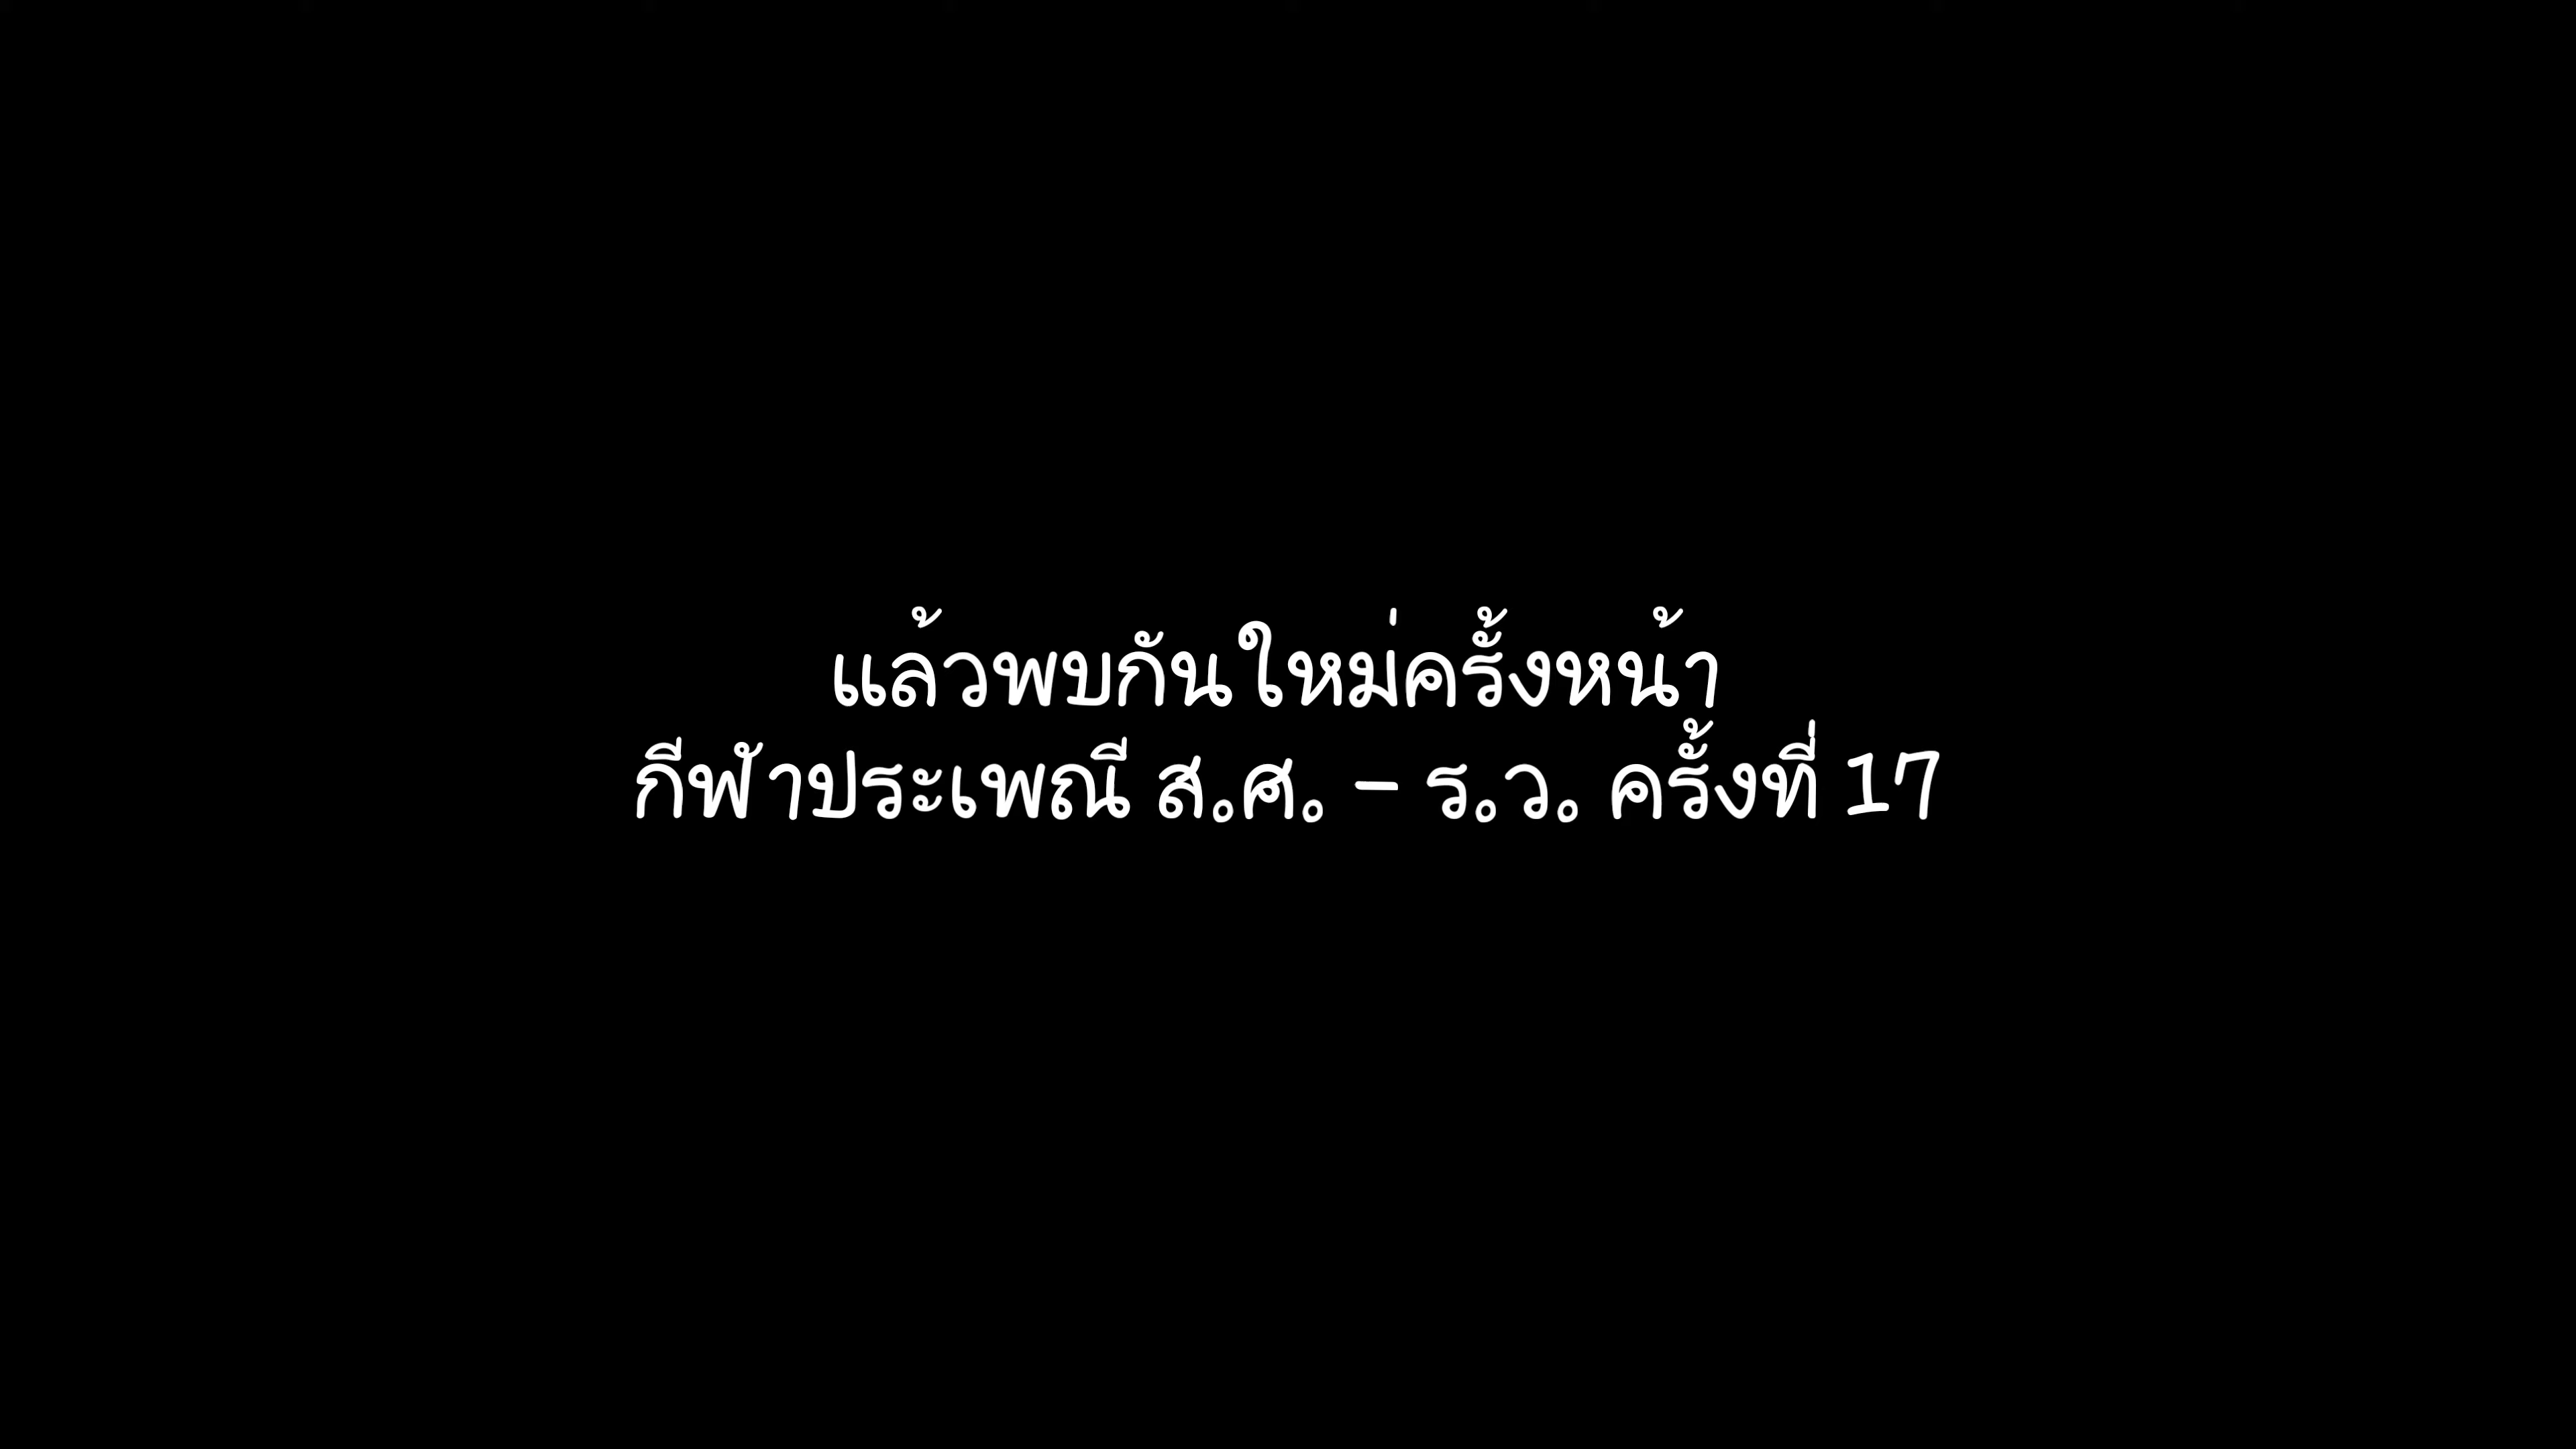 แล้วพบกันใหม่ครั้งหน้า
กีฬาประเพณี ส.ศ. - ร.ว. ครั้งที่ 17